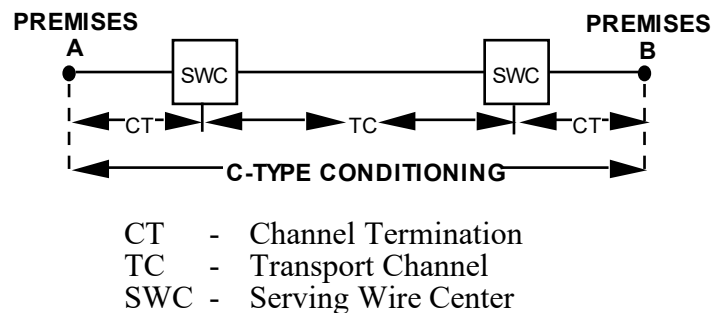 PREMISES
A
PREMISES
B
SWC
SWC
CT
TC
CT
C-TYPE CONDITIONING
CT - Channel Termination
TC - Transport Channel
SWC - Serving Wire Center